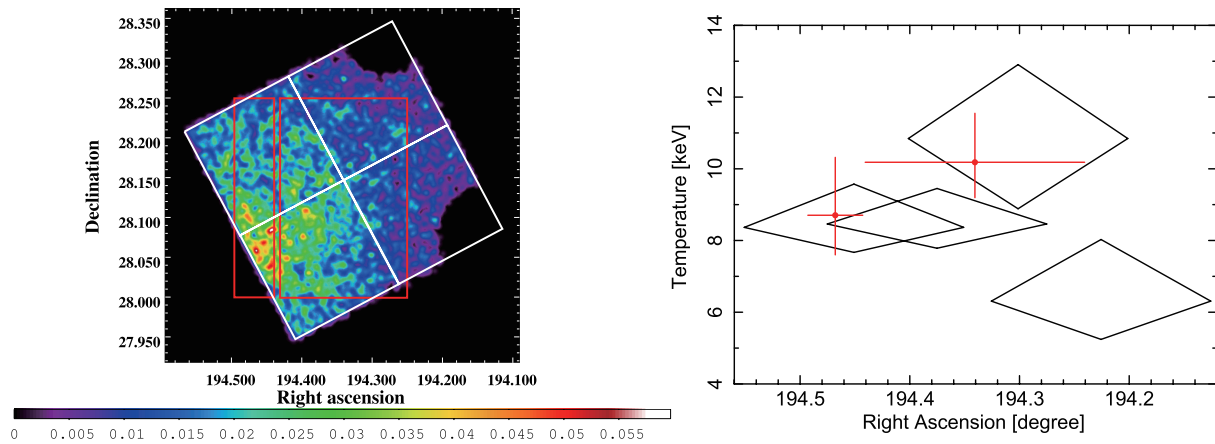 28.350
28.300
28.250
28.200
28.150
28.100
28.050
28.000
27.950
Declination
194.500 194.400 194.300 194.200 194.100
Right ascension
0 0.005 0.01 0.015 0.02 0.025 0.03 0.035 0.04 0.045 0.05 0.055
14
12
10
8
6
4
Temperature [keV]
194.5 194.4 194.3 194.2
Right Ascension [degree]